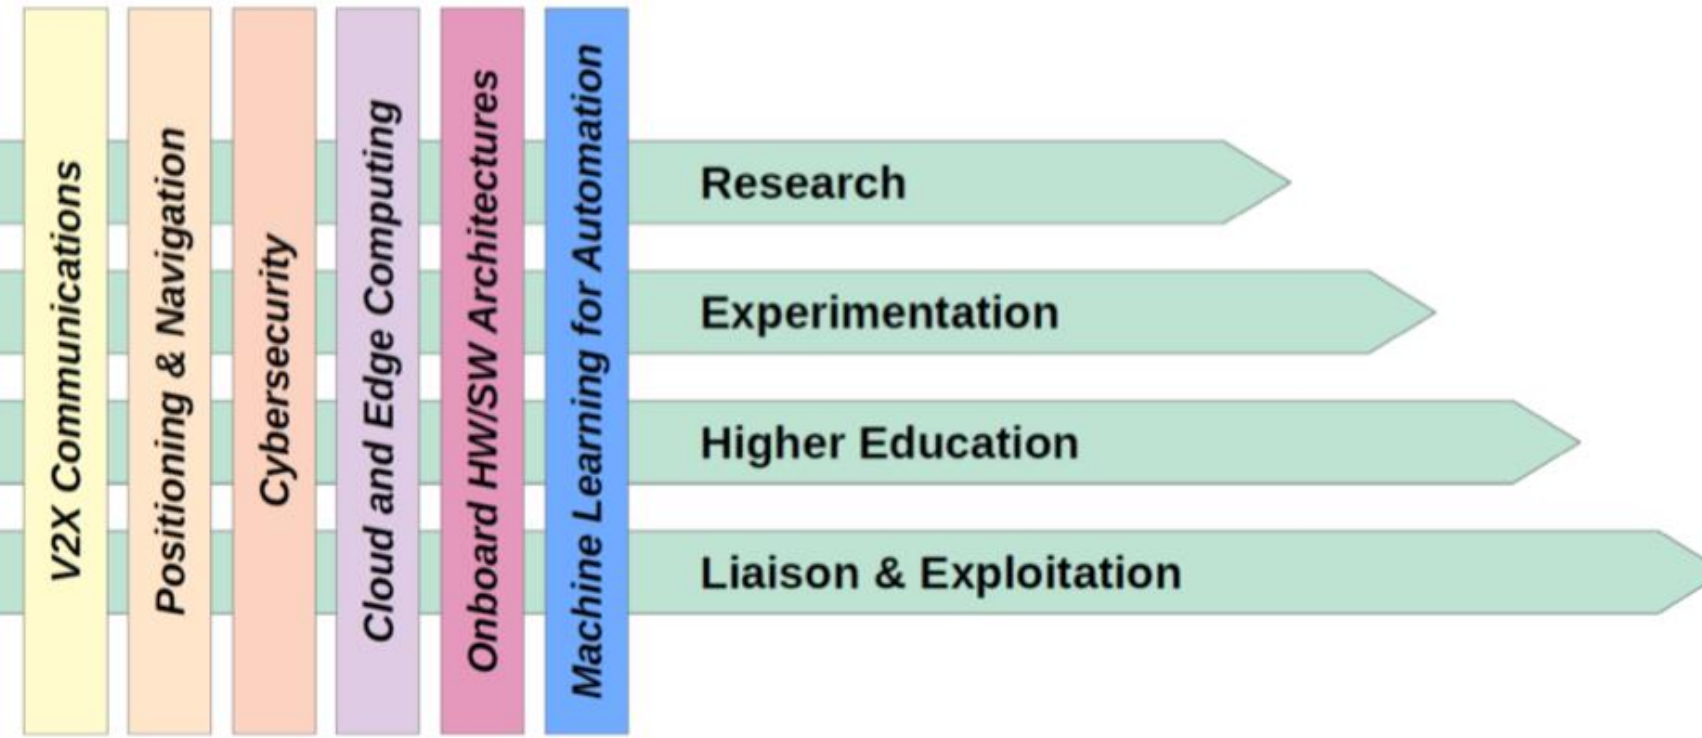 V2X Communications
Positioning & Navigation
Cybersecurity
Cloud and Edge Computing
Onboard HW/SW Architectures
Machine Learning for Automation
Research
Experimentation
Higher Education
Liaison & Exploitation